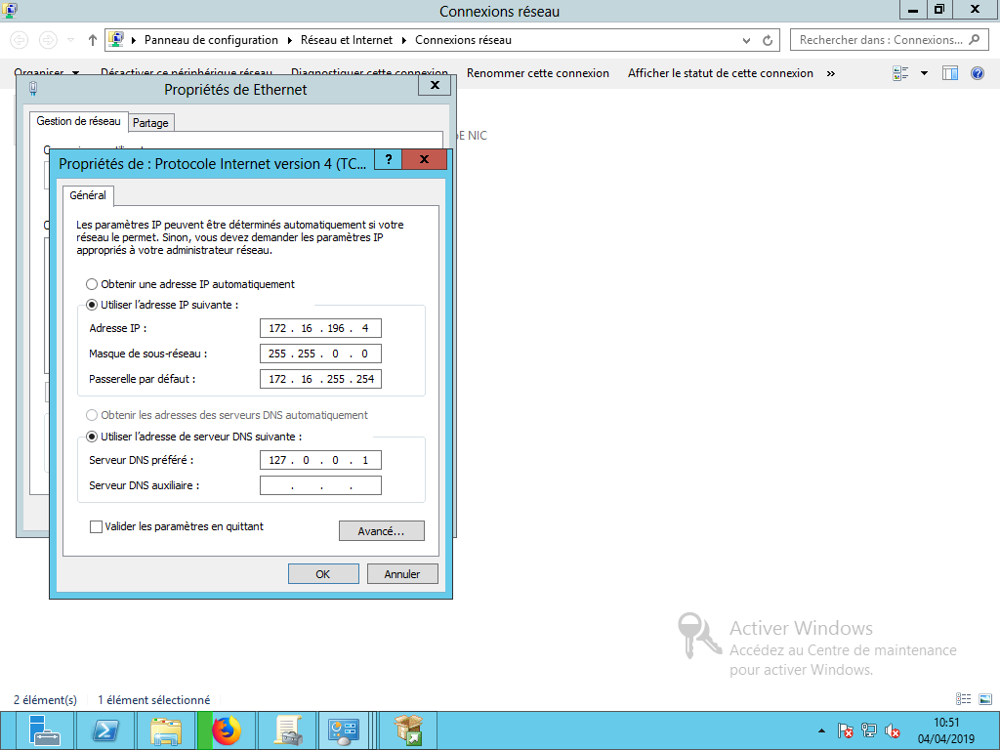 Connexions réseau
Panneau de configuration
Réseau et Internet
Connexions réseau
Rechercher dans : Connexions...
Organiser
Désactiver ce périphérique réseau
Diagnostiquer cette connexion
Renommer cette connexion
Afficher le statut de cette connexion
»
Propriétés de Ethernet
X
Gestion de réseau
Partage
NIC
Propriétés de : Protocole Internet version 4 (TC...
?
X
Général
Les paramètres IP peuvent être déterminés automatiquement si votre
réseau le permet. Sinon, vous devez demander les paramètres IP
appropriés à votre administrateur réseau.
Obtenir une adresse IP automatiquement
Utiliser l'adresse IP suivante :
Adresse IP :
172 . 16 . 196 . 4
Masque de sous-réseau :
255 . 255 . 0 . 0
Passerelle par défaut :
172 . 16 . 255 . 254
Obtenir les adresses des serveurs DNS automatiquement
Utiliser l'adresse de serveur DNS suivante :
Serveur DNS préféré :
127 . 0 . 0 . 1
Serveur DNS auxiliaire :
. . .
Valider les paramètres en quittant
Avancé...
OK
Annuler
Activer Windows
Accédez au Centre de maintenance
pour activer Windows.
2 élément(s)
1 élément sélectionné
10:51
04/04/2019